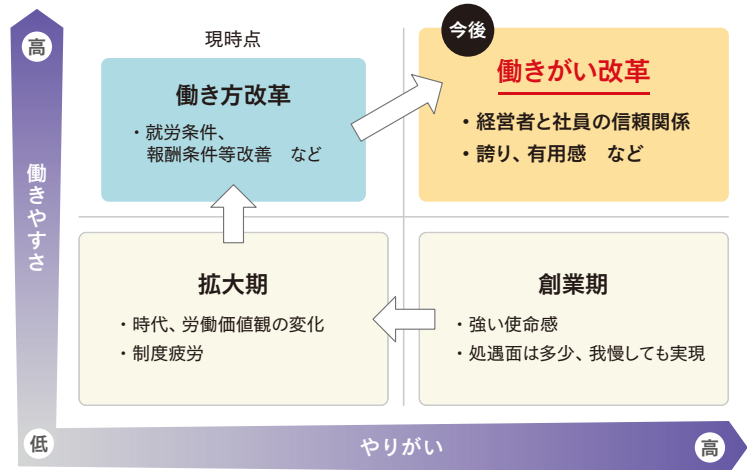 高
現時点
今後
働き方改革
・就労条件、
報酬条件等改善　など
働きがい改革
・経営者と社員の信頼関係
・誇り、有用感　など
働きやすさ
拡大期
・時代、労働価値観の変化
・制度疲労
創業期
・強い使命感
・処遇面は多少、我慢しても実現
低
やりがい
高